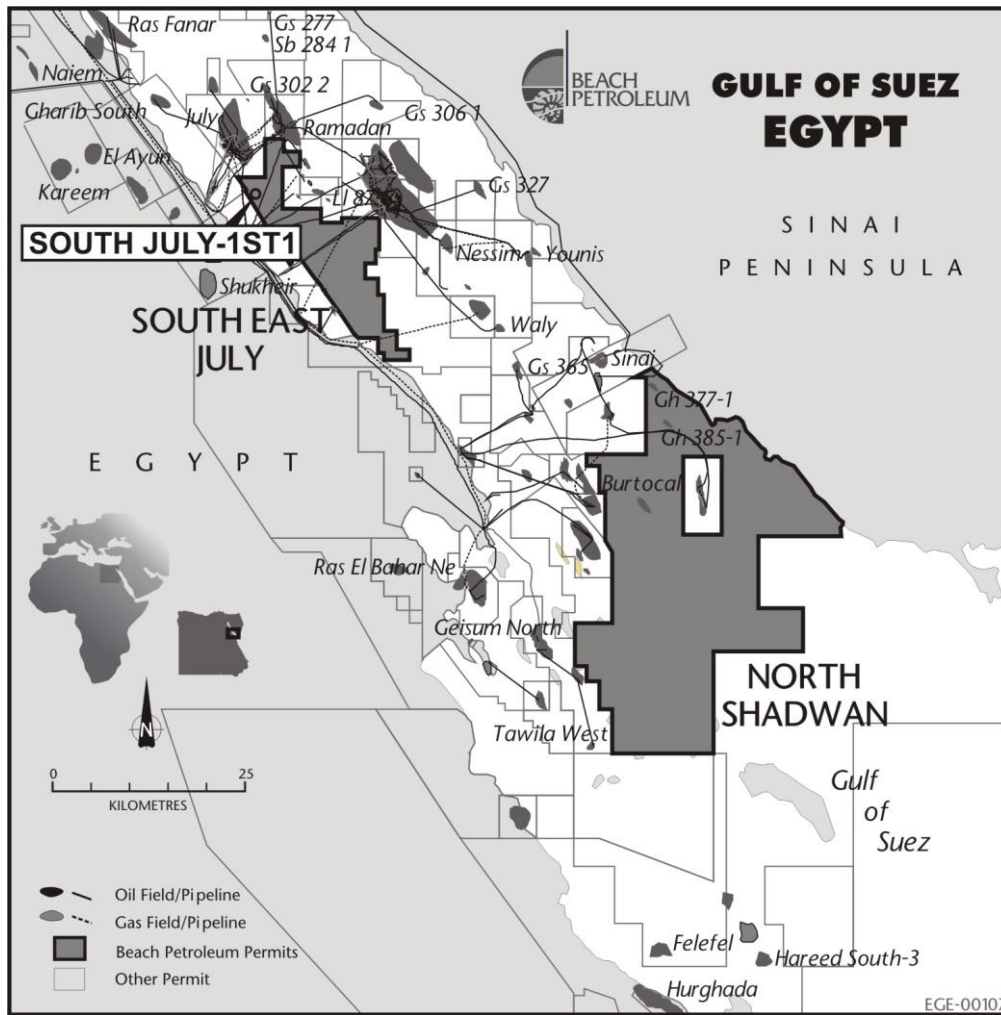 Ras Fanar
Gs 277
Sb 284 1
Naiem
Gs 302 2
Gharib South
July
Ramadan
Gs 306 1
El Ayun
Kareem
Gs 327
SOUTH JULY-1ST1
Nessim
Younis
Shukheir
SOUTH EAST
JULY
Waly
BEACH
PETROLEUM
GULF OF SUEZ
EGYPT
SINAI
PENINSULA
Gs 365
Sinai
Gh 377-1
Gh 385-1
EGYPT
Burtocal
Ras El Bahar Ne
Geisum North
NORTH
SHADWAN
Tawila West
N
0 25
KILOMETRES
Gulf
of
Suez
Oil Field/Pipeline
Gas Field/Pipeline
Beach Petroleum Permits
Other Permit
Felefel
Hareed South-3
Hurghada